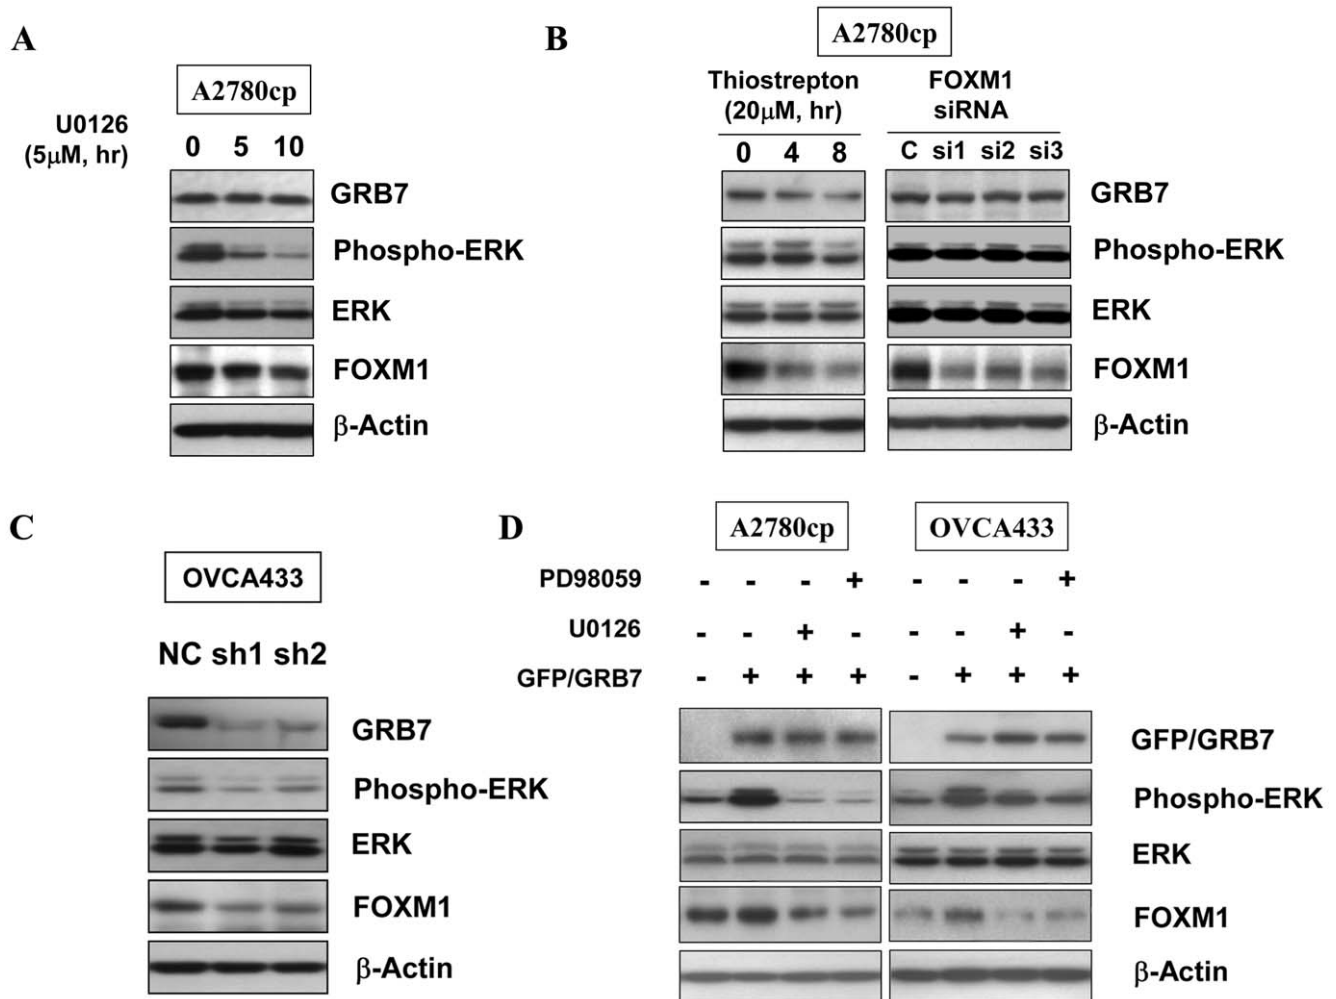 A
A2780cp
U0126
(5μM, hr)
0 5 10
GRB7
Phospho-ERK
ERK
FOXM1
β-Actin
B
A2780cp
Thiostrepton
(20μM, hr)
FOXM1
siRNA
0 4 8
C si1 si2 si3
GRB7
Phospho-ERK
ERK
FOXM1
β-Actin
C
OVCA433
NC sh1 sh2
GRB7
Phospho-ERK
ERK
FOXM1
β-Actin
D
A2780cp
OVCA433
PD98059 - - - + - - - +
U0126 - - + - - - + -
GFP/GRB7 - + + + - + + +
GFP/GRB7
Phospho-ERK
ERK
FOXM1
β-Actin